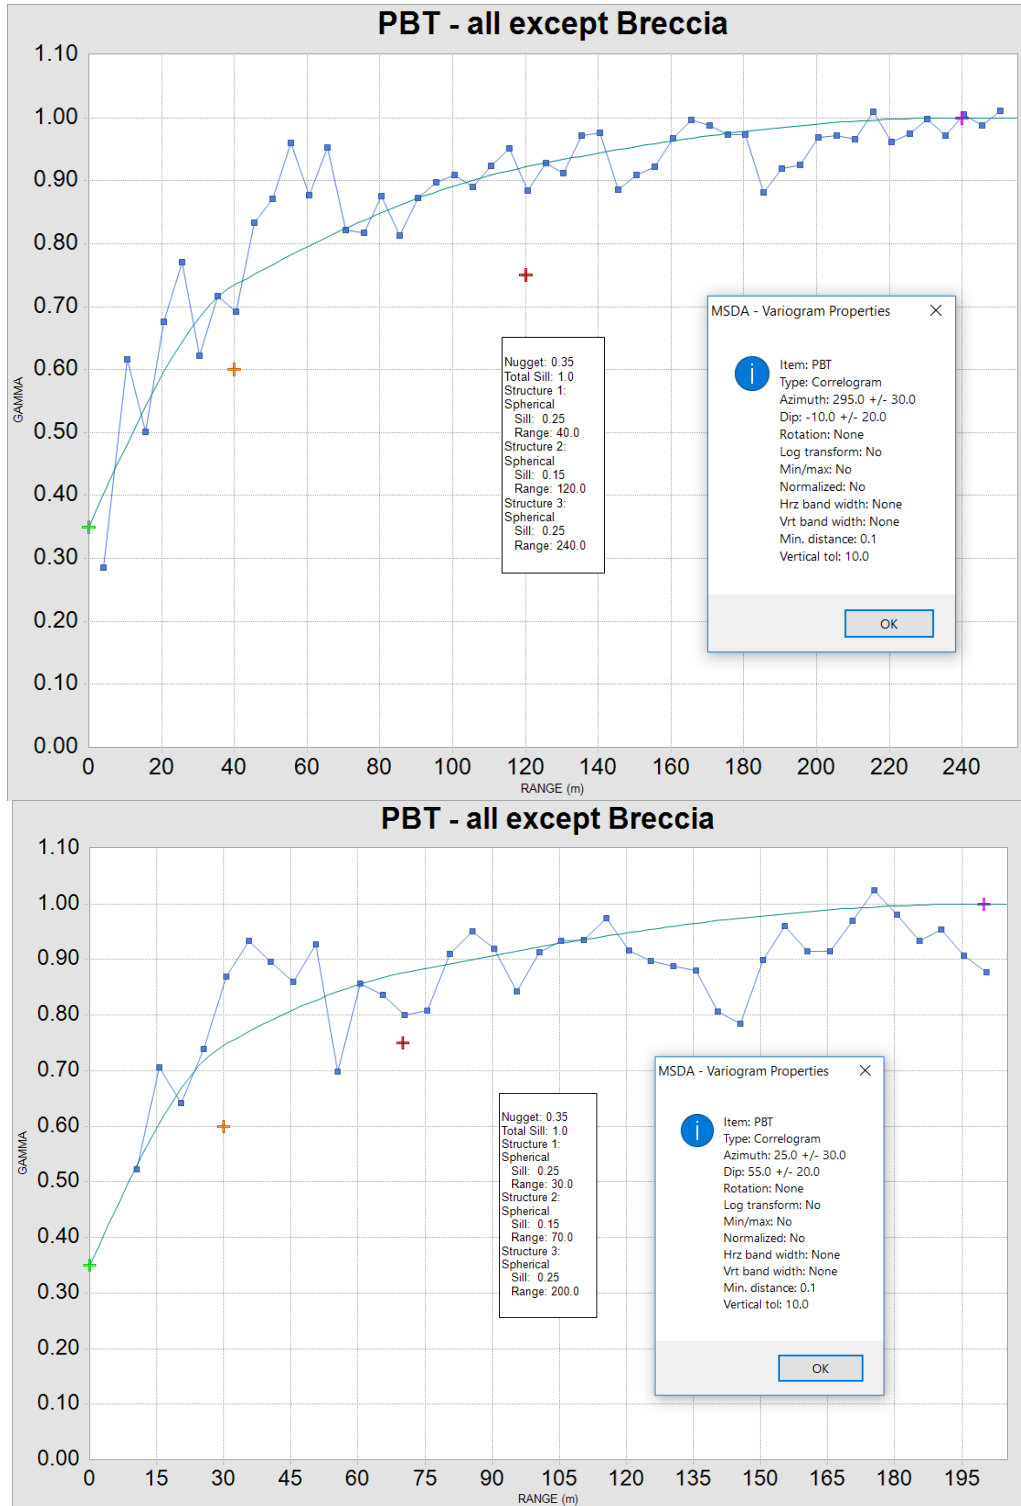 PBT - all except Breccia
1.10
1.00
0.90
0.80
0.70
0.60
0.50
0.40
0.30
0.20
0.10
0.00
GAMMA
0 20 40 60 80 100 120 140 160 180 200 220 240
RANGE (m)
Nugget: 0.35
Total Sill: 1.0
Structure 1:
Spherical
Sill: 0.25
Range: 40.0
Structure 2:
Spherical
Sill: 0.15
Range: 120.0
Structure 3:
Spherical
Sill: 0.25
Range: 240.0
MSDA - Variogram Properties
Item: PBT
Type: Correlogram
Azimuth: 295.0 +/- 30.0
Dip: -10.0 +/- 20.0
Rotation: None
Log transform: No
Min/max: No
Normalized: No
Hrz band width: None
Vrt band width: None
Min. distance: 0.1
Vertical tol: 10.0
OK
PBT - all except Breccia
1.10
1.00
0.90
0.80
0.70
0.60
0.50
0.40
0.30
0.20
0.10
0.00
GAMMA
0 15 30 45 60 75 90 105 120 135 150 165 180 195
RANGE (m)
Nugget: 0.35
Total Sill: 1.0
Structure 1:
Spherical
Sill: 0.25
Range: 30.0
Structure 2:
Spherical
Sill: 0.15
Range: 70.0
Structure 3:
Spherical
Sill: 0.25
Range: 200.0
MSDA - Variogram Properties
Item: PBT
Type: Correlogram
Azimuth: 25.0 +/- 30.0
Dip: 55.0 +/- 20.0
Rotation: None
Log transform: No
Min/max: No
Normalized: No
Hrz band width: None
Vrt band width: None
Min. distance: 0.1
Vertical tol: 10.0
OK